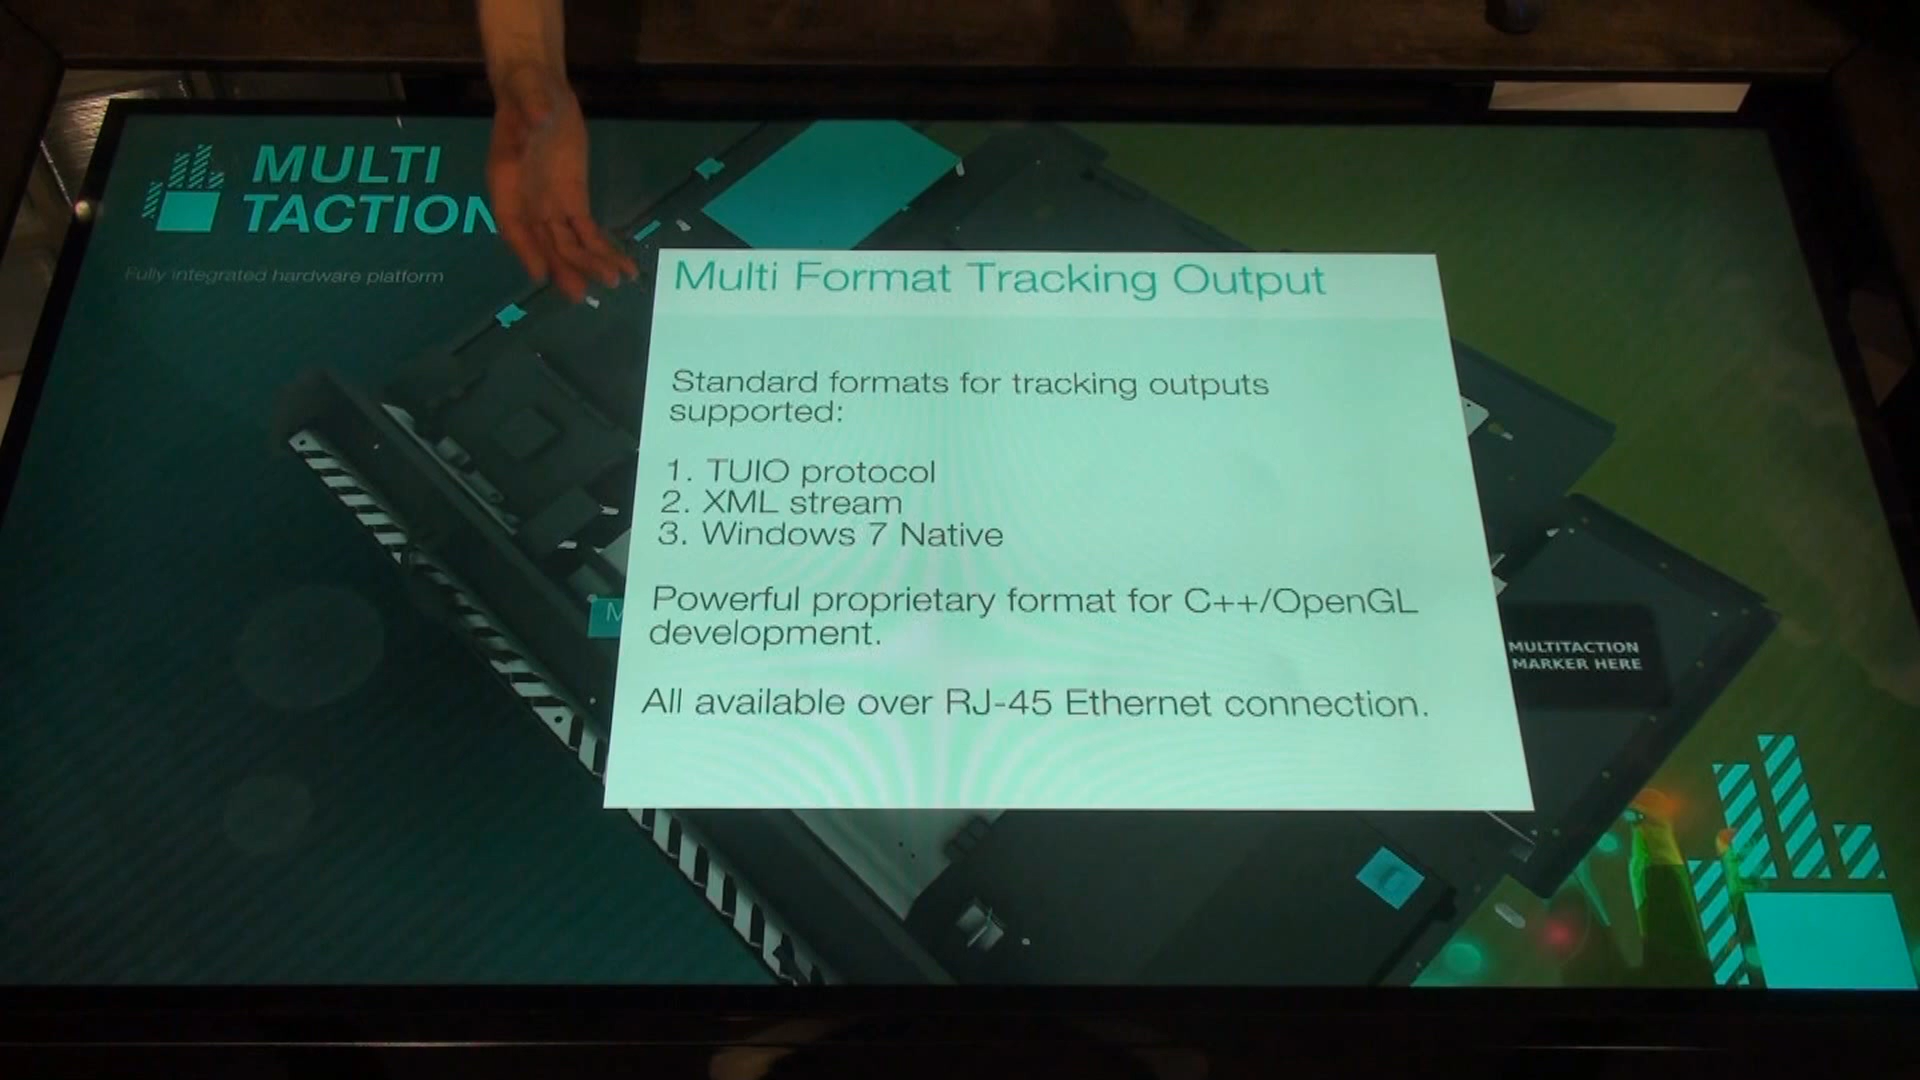 MULTI
TACTION
Fully integrated hardware platform
Multi Format Tracking Output
Standard formats for tracking outputs
supported:
1. TUIO protocol
2. XML stream
3. Windows 7 Native
Powerful proprietary format for C++/OpenGL
development.
All available over RJ-45 Ethernet connection.
M
MULTITACTION
MARKER HERE